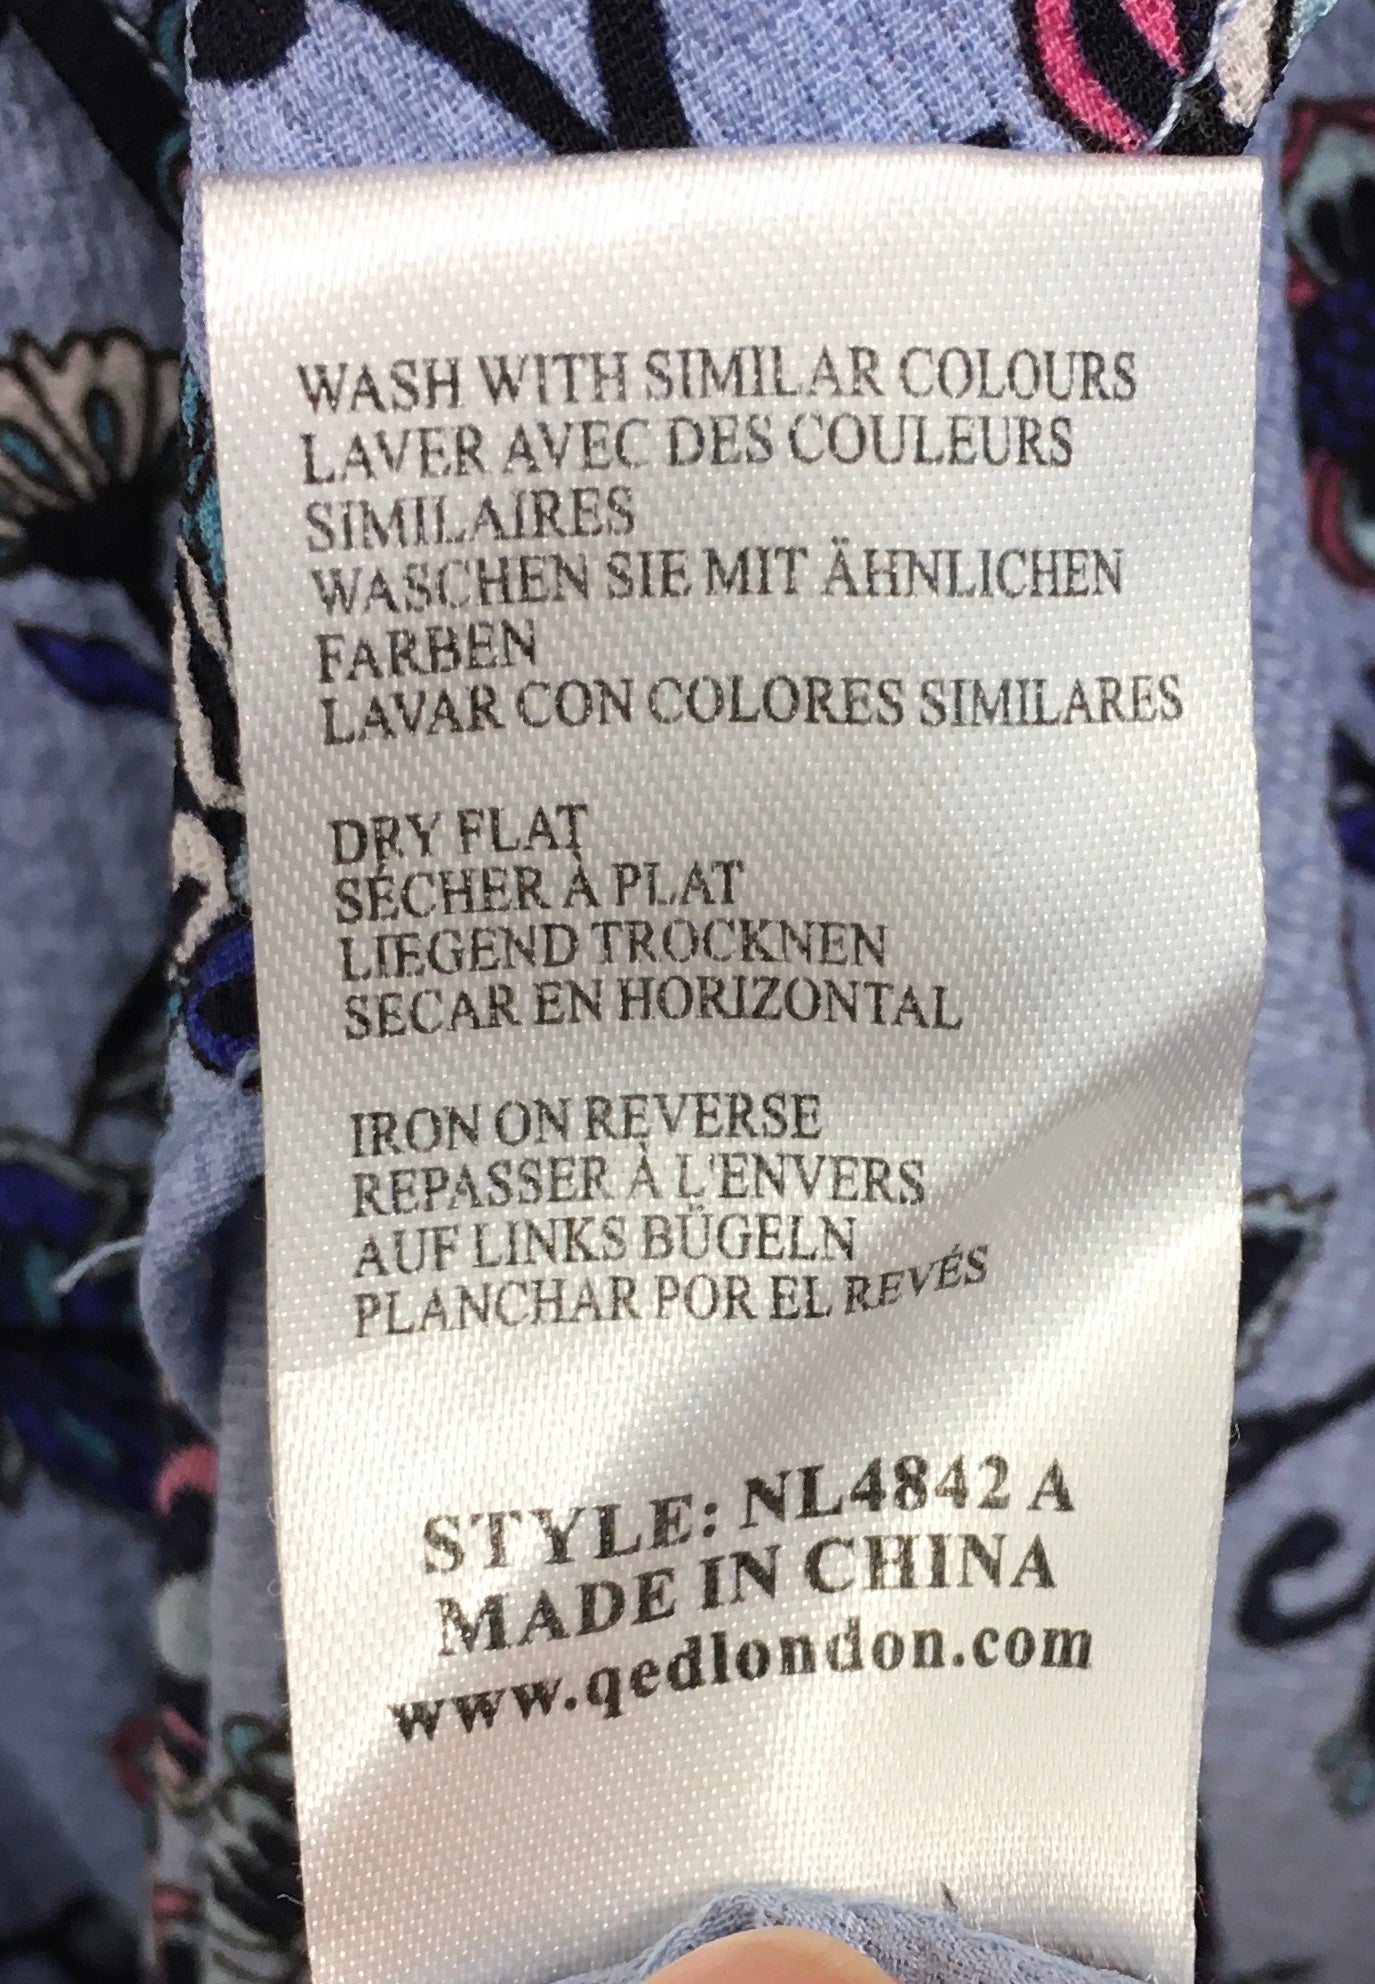 WASH WITH SIMILAR COLOURS
LAVER AVEC DES COULEURS
SIMILAIRES
WASCHEN SIE MIT ÄHNLICHEN
FARBEN
LAVAR CON COLORES SIMILARES
DRY FLAT
SÉCHER À PLAT
LIEGEND TROCKNEN
SECAR EN HORIZONTAL
IRON ON REVERSE
REPASSER À L'ENVERS
AUF LINKS BÜGELN
PLANCHAR POR EL REVÉS
STYLE: NL4842 A
MADE IN CHINA
www.qedlondon.com